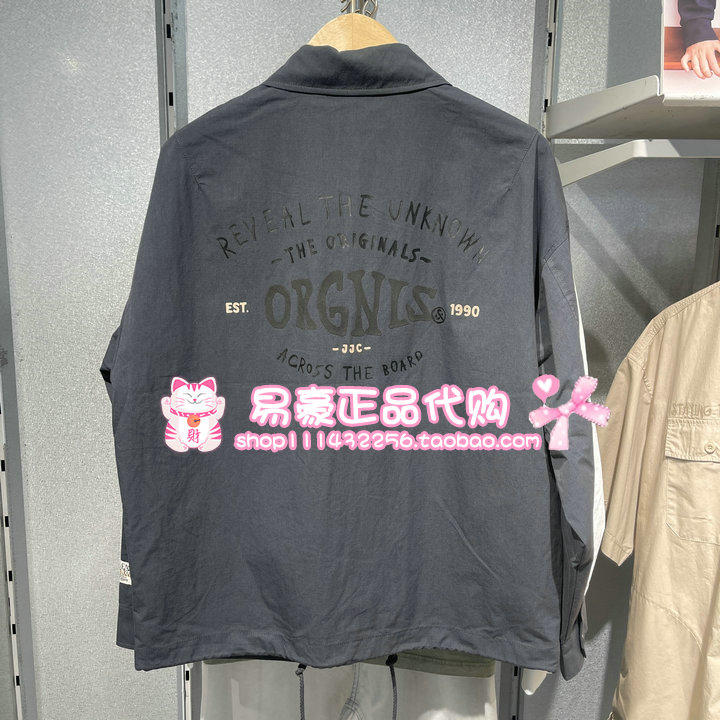 REVEAL THE UNKNOWN
-THE ORIGINALS-
EST. ORGNLS 1990
-JJC-
ACROSS THE BOARD
易豪正品代购
shop111432256.taobao.com
財